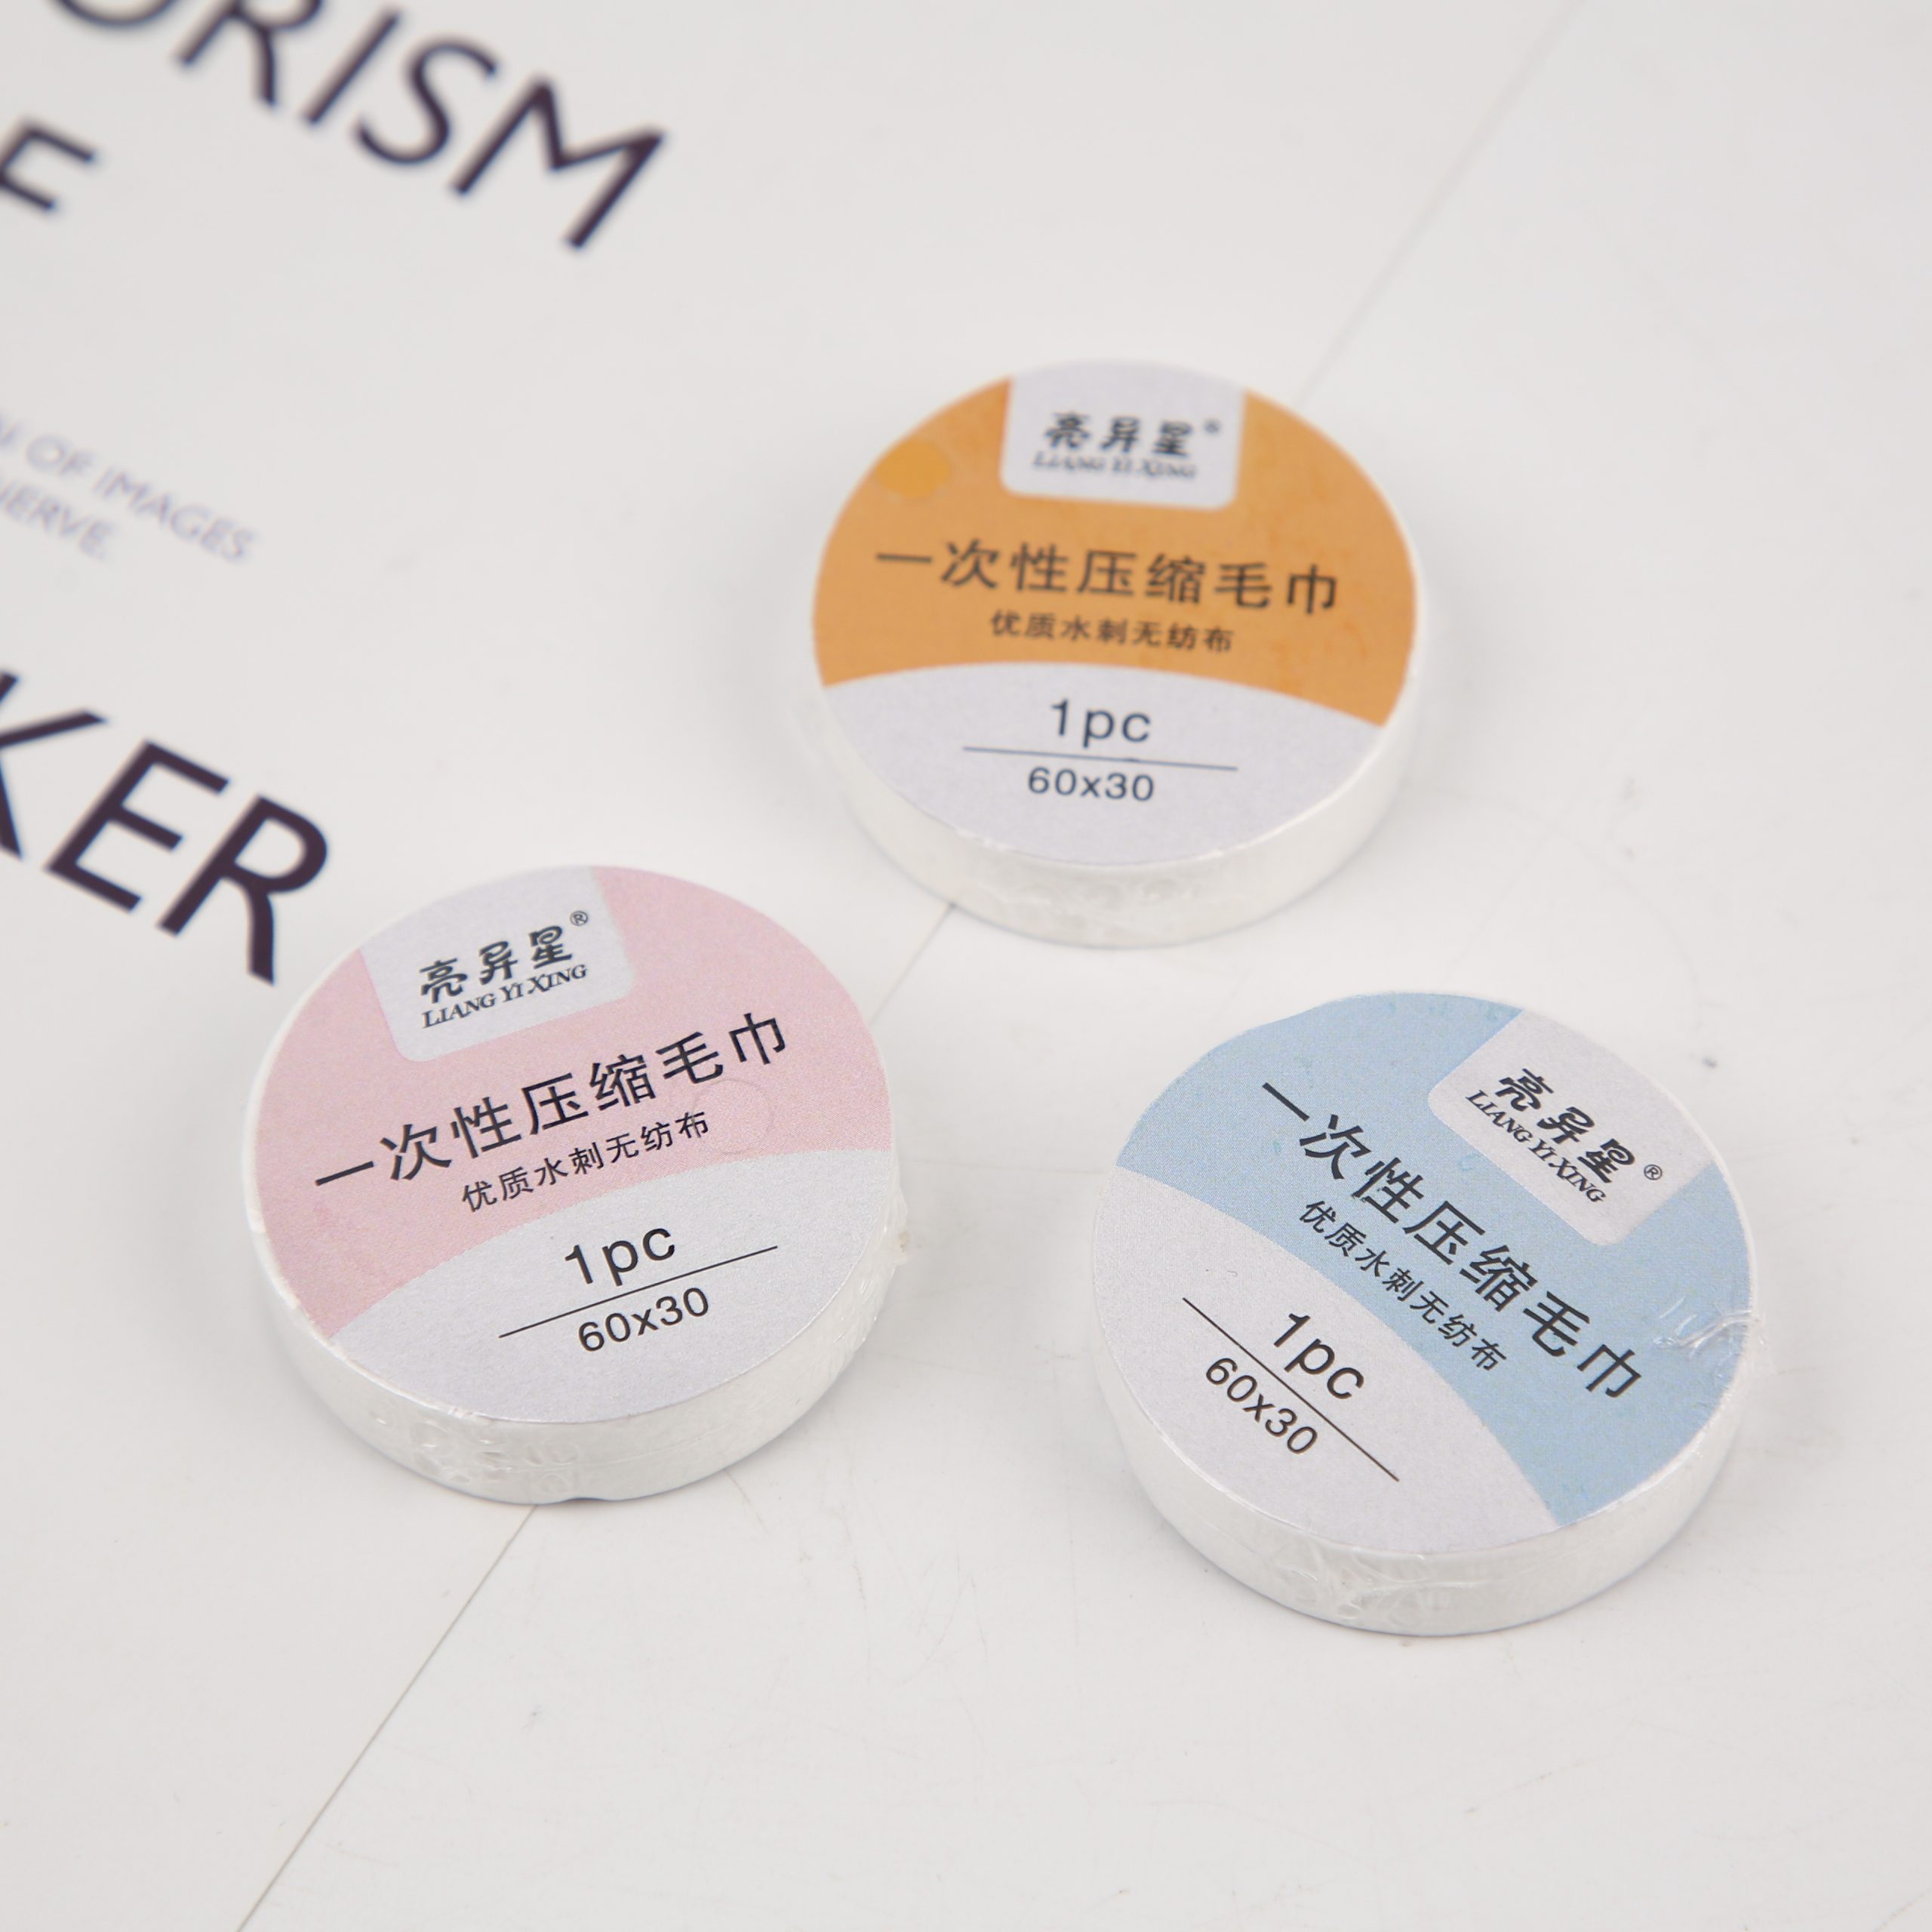 ORISM
F
OF IMAGES
NERVE.
KER
亮异星®
LIANG YI XING
一次性压缩毛巾
优质水刺无纺布
1pc
60x30
亮异星®
LIANG YI XING
一次性压缩毛巾
优质水刺无纺布
1pc
60x30
亮异星®
LIANG YI XING
一次性压缩毛巾
优质水刺无纺布
1pc
60x30